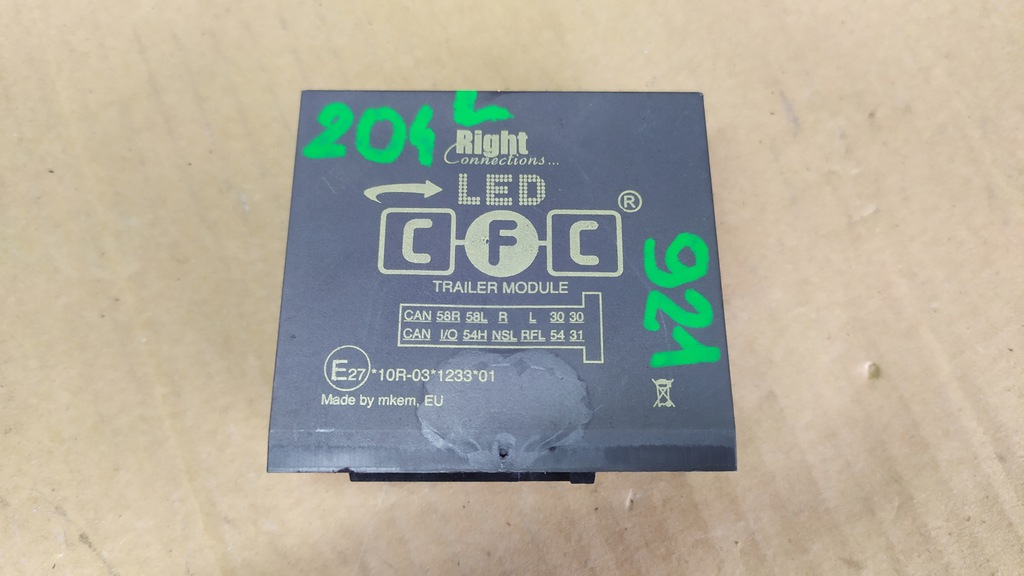 204 L
Right
Connections...
LED
®
C F C
TRAILER MODULE
CAN 58R 58L R L 30 30
CAN I/O 54H NSL RFL 54 31
E27 *10R-03*1233*01
Made by mkem, EU
921